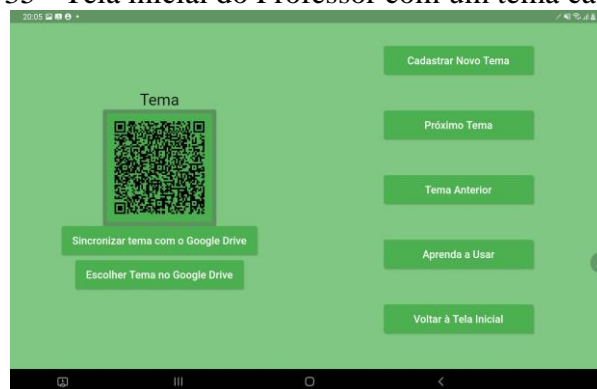 Tela Inicial do Professor com um tema
20:05
Tema
Sincronizar tema com o Google Drive
Escolher Tema no Google Drive
Cadastrar Novo Tema
Próximo Tema
Tema Anterior
Aprenda a Usar
Voltar à Tela Inicial